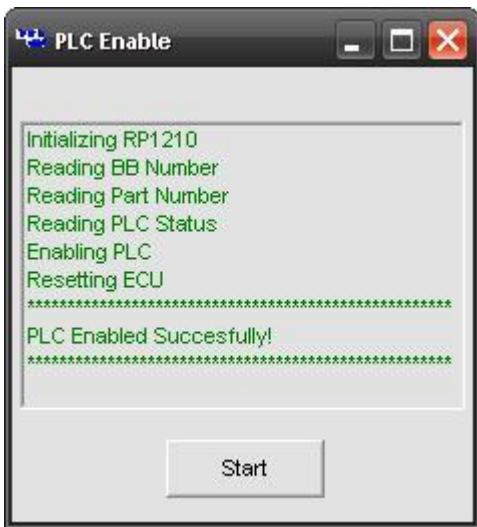 PLC Enable
Initializing RP1210
Reading BB Number
Reading Part Number
Reading PLC Status
Enabling PLC
Resetting ECU
*****************************************************
PLC Enabled Succesfully!
*****************************************************
Start